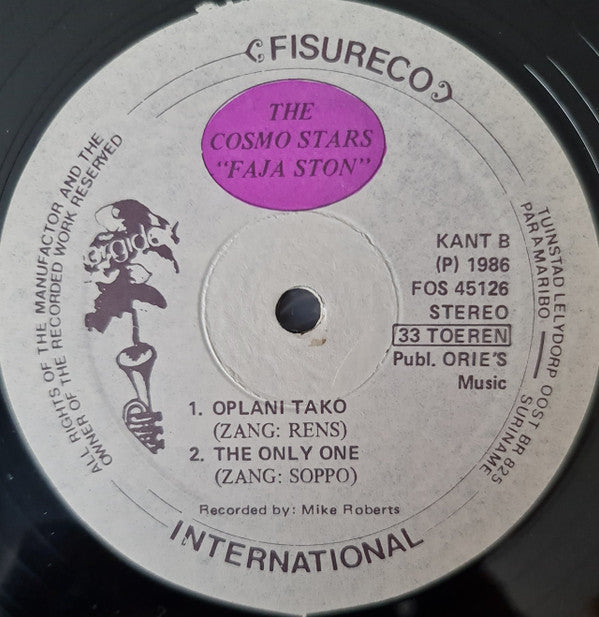 FISURECO
THE
COSMO STARS
"FAJA STON"
ALL RIGHTS OF THE MANUFACTOR AND THE
OWNER OF THE RECORDED WORK RESERVED
TUINSTAD LELYDORP OOST BR 825
PARAMARIBO SURINAME
KANT B
(P) 1986
FOS 45126
STEREO
33 TOEREN
Publ. ORIE'S
Music
1. OPLANI TAKO
(ZANG: RENS)
2. THE ONLY ONE
(ZANG: SOPPO)
Recorded by: Mike Roberts
INTERNATIONAL